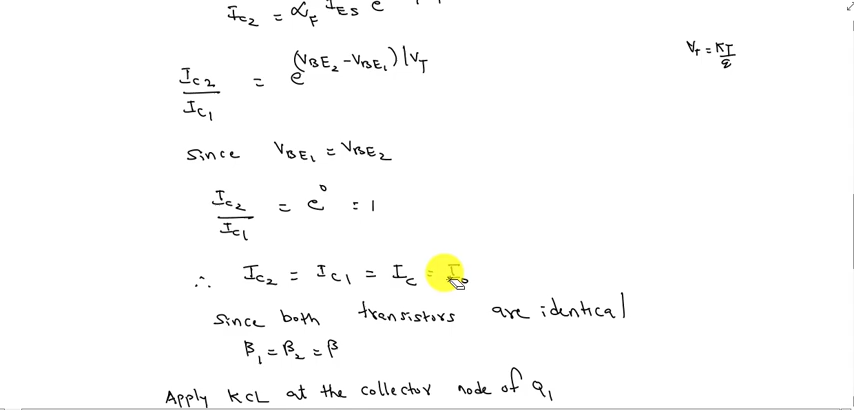 I_C2 = α_F I_ES e
V_T = KT/q
I_C2/I_C1 = e^(V_BE2 - V_BE1)/V_T
Since V_BE1 = V_BE2
I_C2/I_C1 = e^0 = 1
∴ I_C2 = I_C1 = I_C = I_0
Since both transistors are identical
β_1 = β_2 = β
Apply KCL at the collector node of Q_1